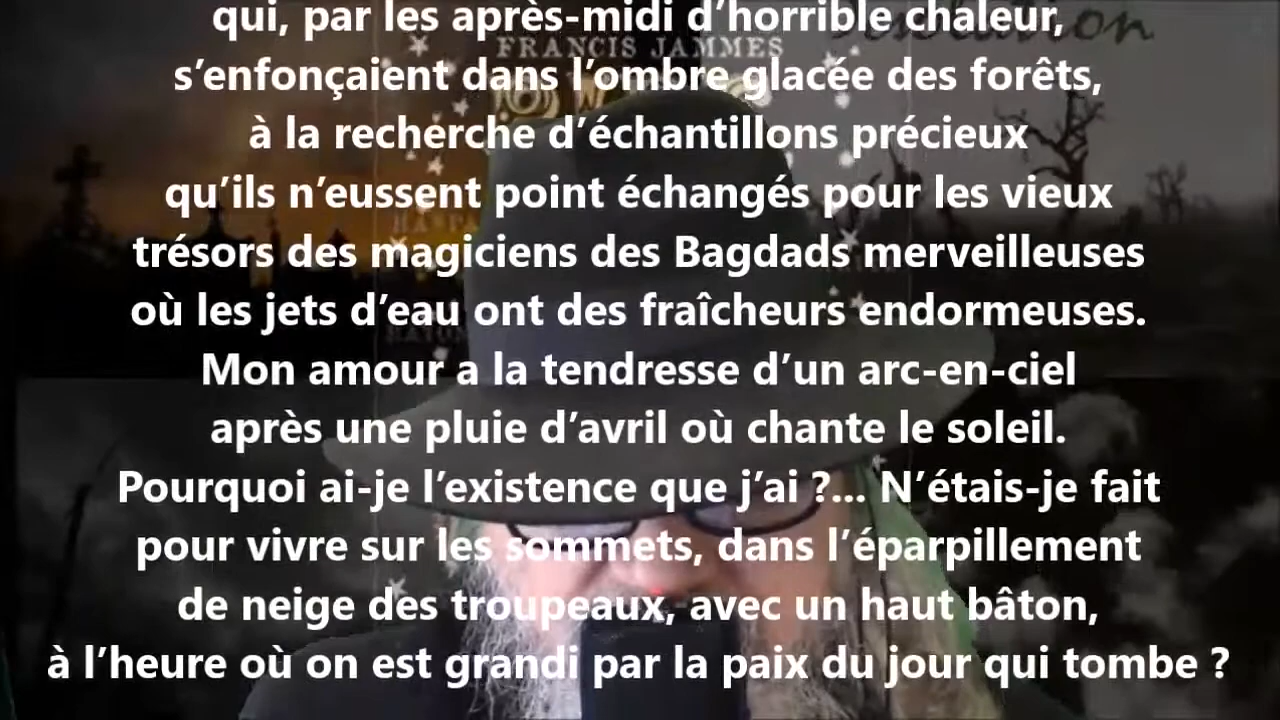 qui, par les après-midi d’horrible chaleur,
FRANCIS JAMMES
s’enfonçaient dans l’ombre glacée des forêts,
à la recherche d’échantillons précieux
qu’ils n’eussent point échangés pour les vieux
trésors des magiciens des Bagdads merveilleuses
où les jets d’eau ont des fraîcheurs endormeuses.
Mon amour a la tendresse d’un arc-en-ciel
après une pluie d’avril où chante le soleil.
Pourquoi ai-je l’existence que j’ai ?... N’étais-je fait
pour vivre sur les sommets, dans l’éparpillement
de neige des troupeaux, avec un haut bâton,
à l’heure où on est grandi par la paix du jour qui tombe ?